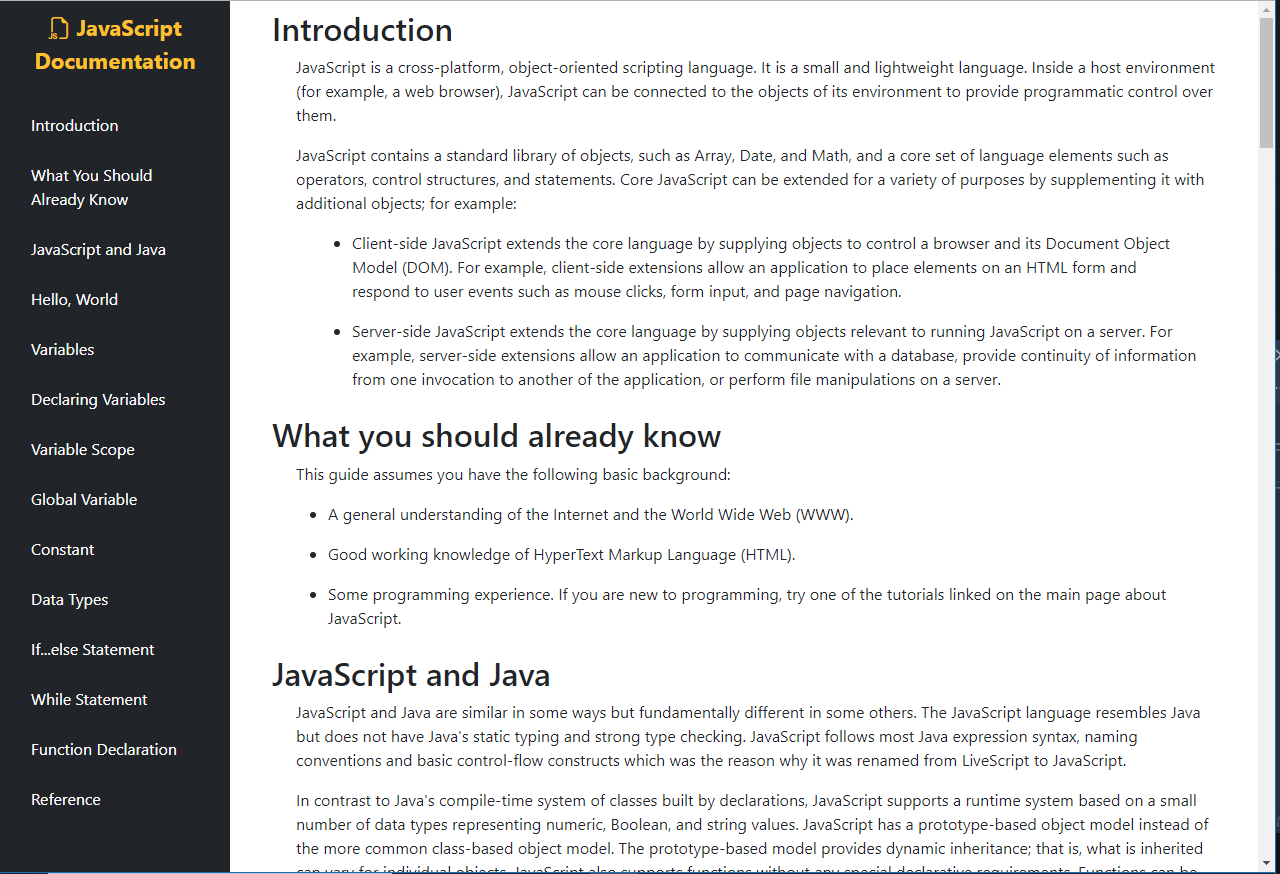 JavaScript
Documentation
Introduction
What You Should
Already Know
JavaScript and Java
Hello, World
Variables
Declaring Variables
Variable Scope
Global Variable
Constant
Data Types
If...else Statement
While Statement
Function Declaration
Reference
Introduction
JavaScript is a cross-platform, object-oriented scripting language. It is a small and lightweight language. Inside a host environment
(for example, a web browser), JavaScript can be connected to the objects of its environment to provide programmatic control over
them.
JavaScript contains a standard library of objects, such as Array, Date, and Math, and a core set of language elements such as
operators, control structures, and statements. Core JavaScript can be extended for a variety of purposes by supplementing it with
additional objects; for example:
• Client-side JavaScript extends the core language by supplying objects to control a browser and its Document Object
Model (DOM). For example, client-side extensions allow an application to place elements on an HTML form and
respond to user events such as mouse clicks, form input, and page navigation.
• Server-side JavaScript extends the core language by supplying objects relevant to running JavaScript on a server. For
example, server-side extensions allow an application to communicate with a database, provide continuity of information
from one invocation to another of the application, or perform file manipulations on a server.
What you should already know
This guide assumes you have the following basic background:
• A general understanding of the Internet and the World Wide Web (WWW).
• Good working knowledge of HyperText Markup Language (HTML).
• Some programming experience. If you are new to programming, try one of the tutorials linked on the main page about
JavaScript.
JavaScript and Java
JavaScript and Java are similar in some ways but fundamentally different in some others. The JavaScript language resembles Java
but does not have Java's static typing and strong type checking. JavaScript follows most Java expression syntax, naming
conventions and basic control-flow constructs which was the reason why it was renamed from LiveScript to JavaScript.
In contrast to Java's compile-time system of classes built by declarations, JavaScript supports a runtime system based on a small
number of data types representing numeric, Boolean, and string values. JavaScript has a prototype-based object model instead of
the more common class-based object model. The prototype-based model provides dynamic inheritance; that is, what is inherited
can vary for individual objects. JavaScript also supports functions without any special declarative requirements. Functions can be